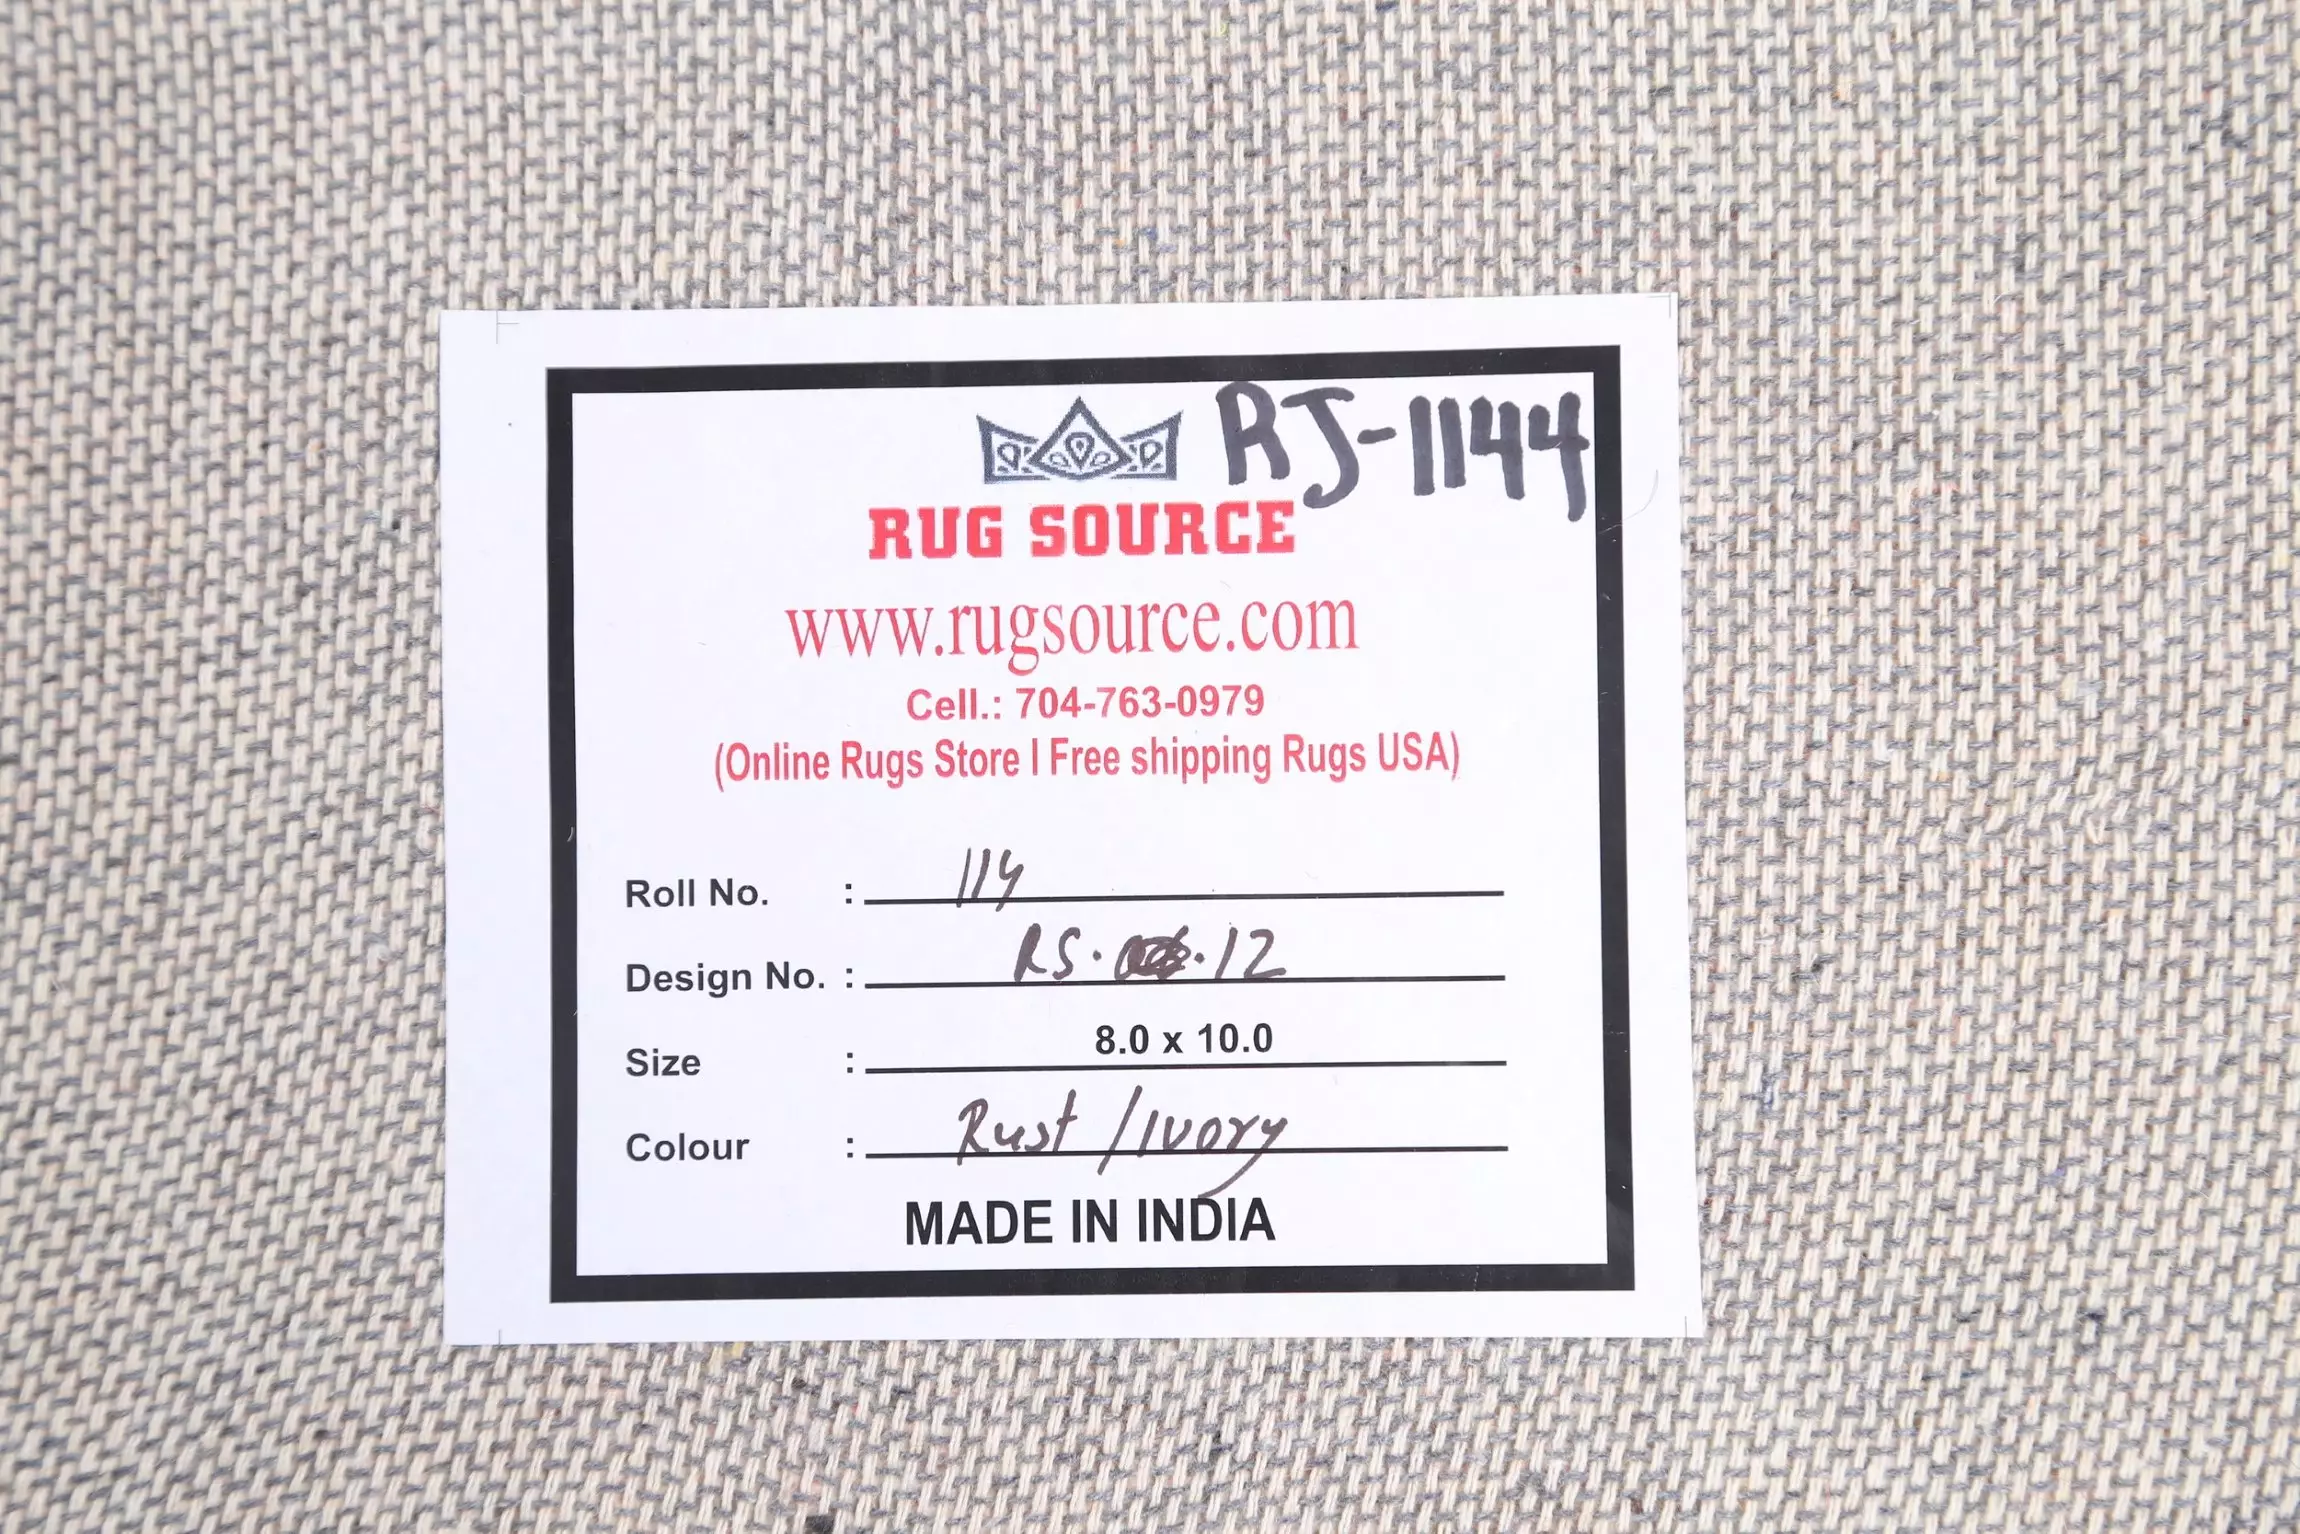 RJ-1144
RUG SOURCE
www.rugsource.com
Cell.: 704-763-0979
(Online Rugs Store I Free shipping Rugs USA)
Roll No. : 114
Design No. : RS. .12
Size : 8.0 x 10.0
Colour : Rust / Ivory
MADE IN INDIA